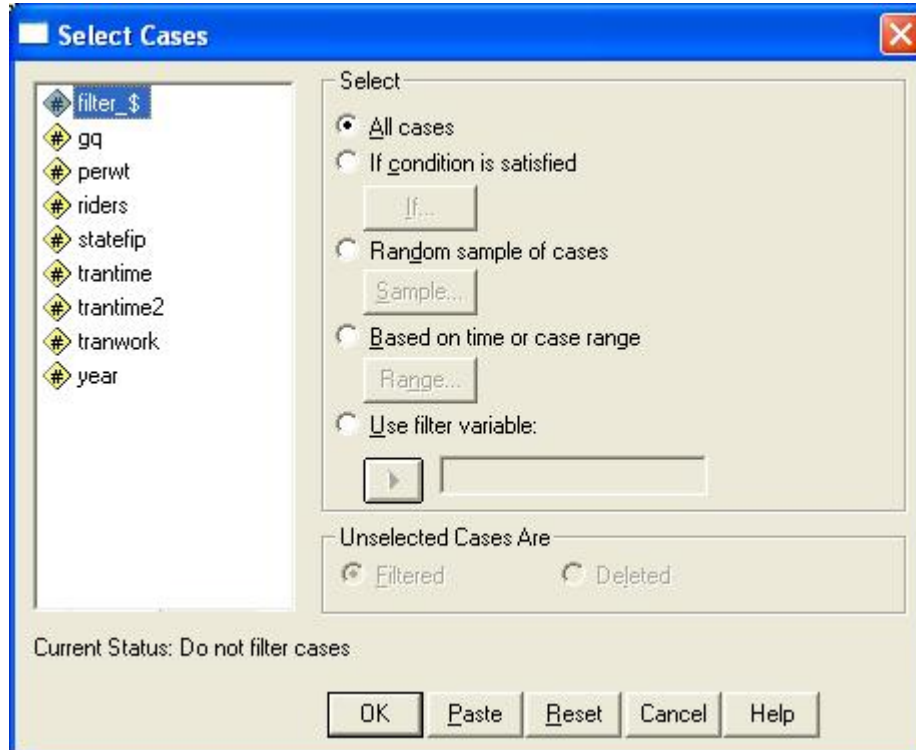 Select Cases
filter_$
gq
perwt
riders
statefip
trantime
trantime2
tranwork
year
Select
All cases
If condition is satisfied
If...
Random sample of cases
Sample...
Based on time or case range
Range...
Use filter variable:
Unselected Cases Are
Filtered
Deleted
Current Status: Do not filter cases
OK
Paste
Reset
Cancel
Help